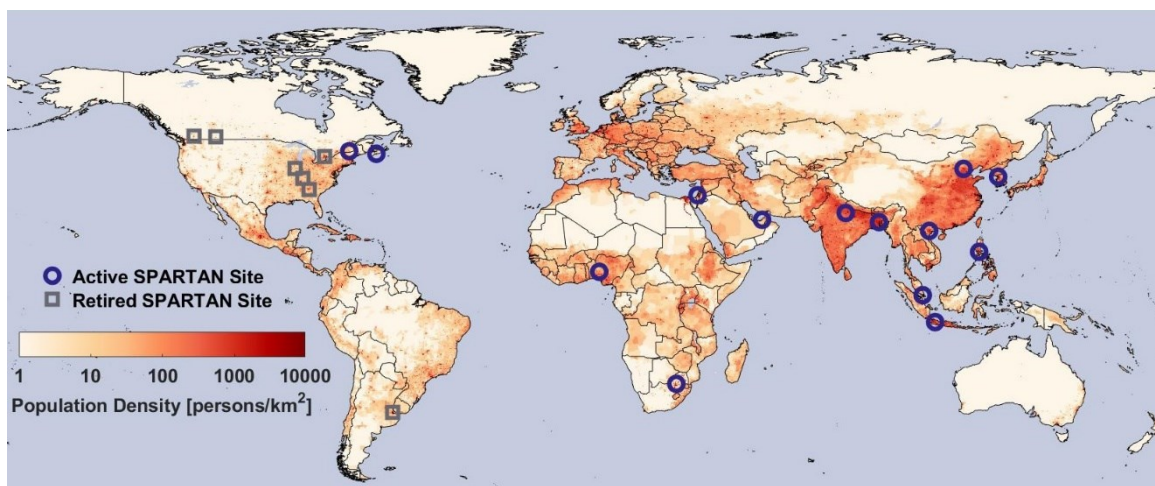 Active SPARTAN Site
Retired SPARTAN Site
1 10 100 1000 10000
Population Density [persons/km²]